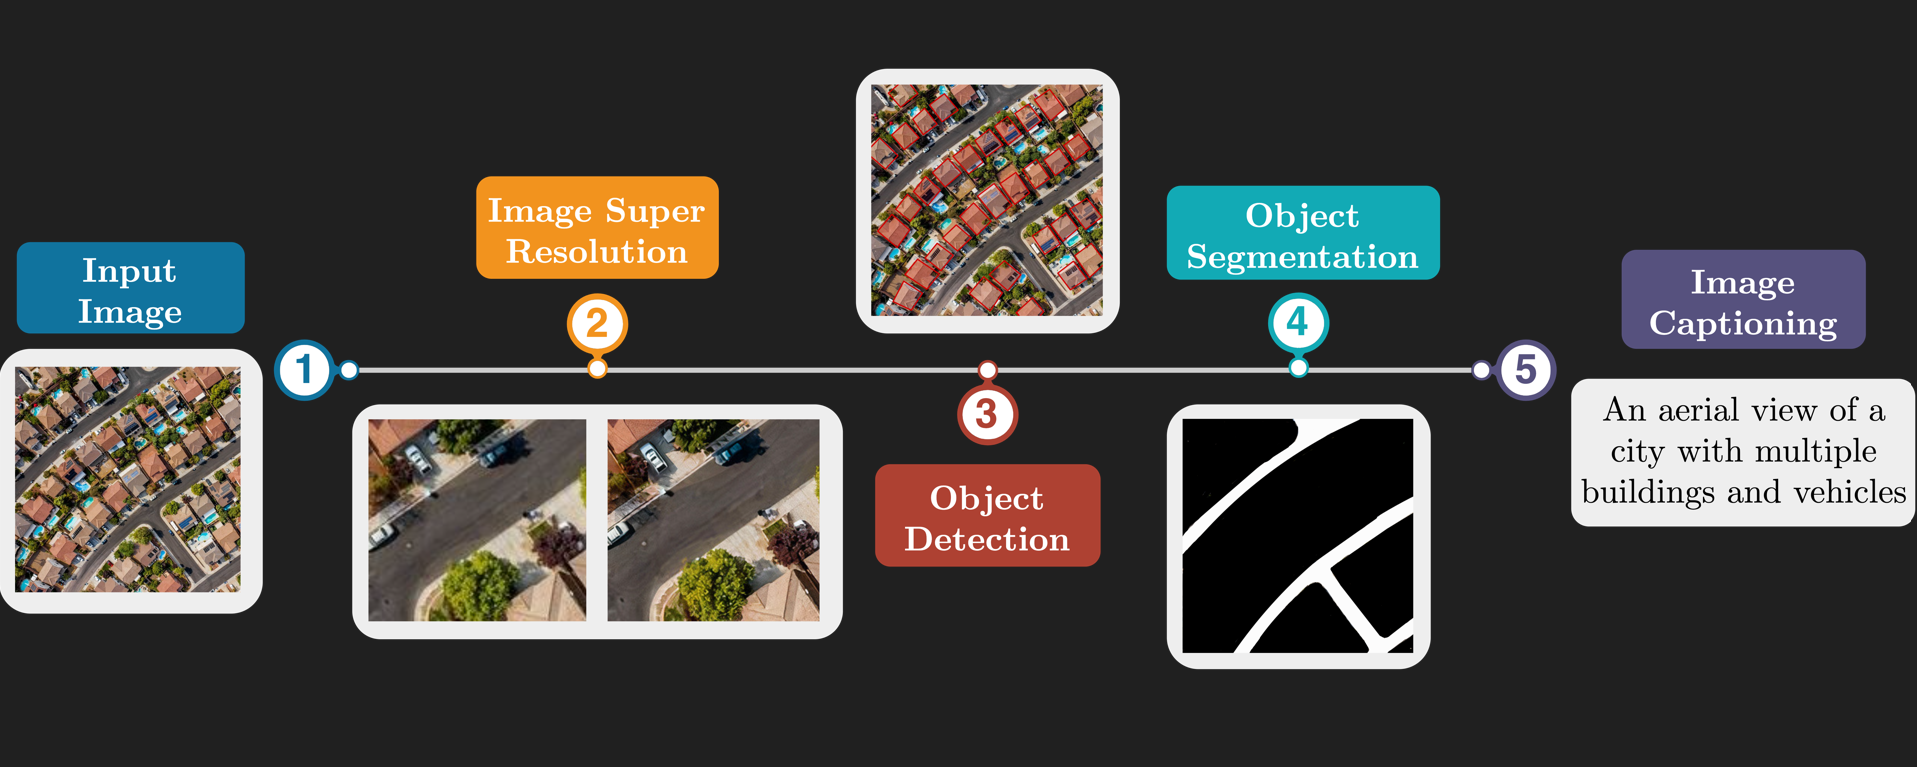 Input
Image
1
Image Super
Resolution
2
3
Object
Detection
Object
Segmentation
4
5
Image
Captioning
An aerial view of a
city with multiple
buildings and vehicles